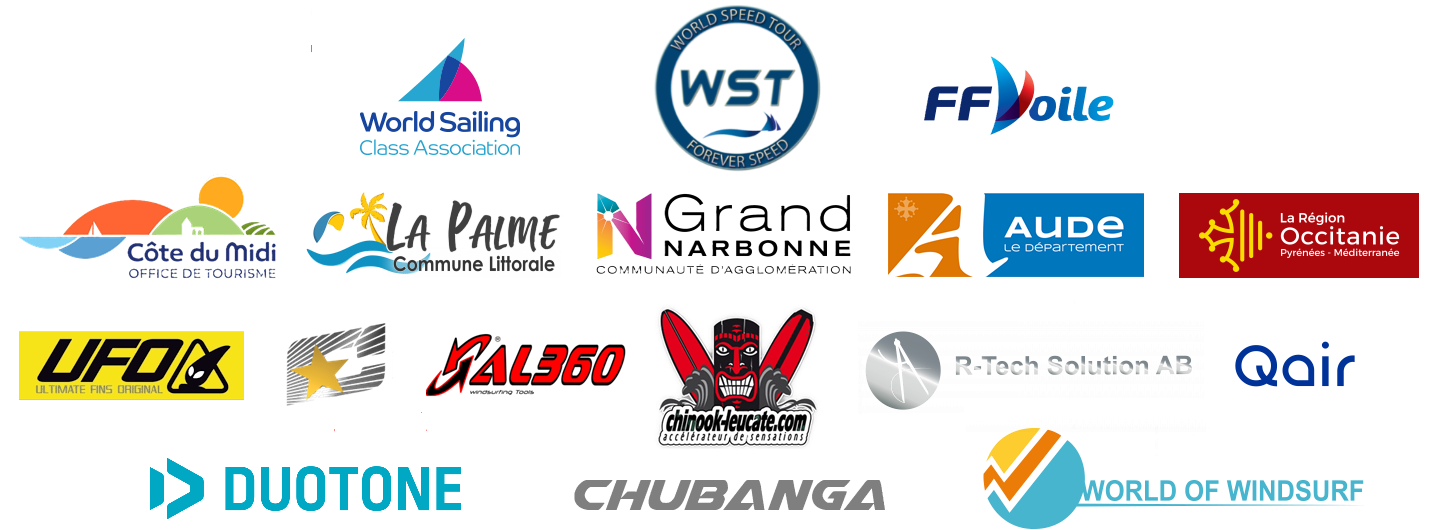 WORLD SPEED TOUR
WST
FOREVER SPEED
World Sailing
Class Association
FFVoile
Côte du Midi
OFFICE DE TOURISME
LA PALME
Commune Littorale
N Grand
NARBONNE
COMMUNAUTÉ D'AGGLOMÉRATION
AUDE
LE DÉPARTEMENT
La Région
Occitanie
Pyrénées - Méditerranée
UFO
ULTIMATE FINS ORIGINAL
AL360®
windsurfing Tools
chinook-leucate.com
accélérateur de sensations
R-Tech Solution AB
Qair
DUOTONE
CHUBANGA
WORLD OF WINDSURF